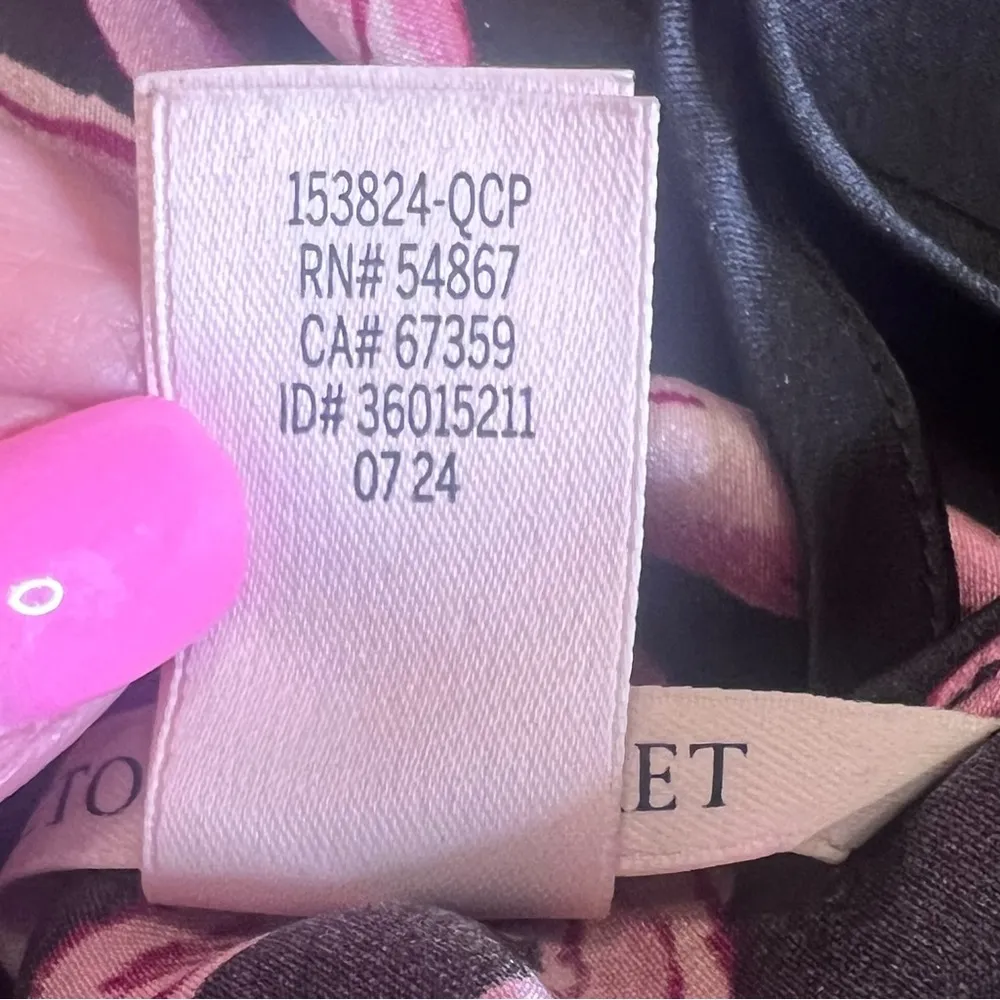 153824-QCP
RN# 54867
CA# 67359
ID# 36015211
07 24
TO ET